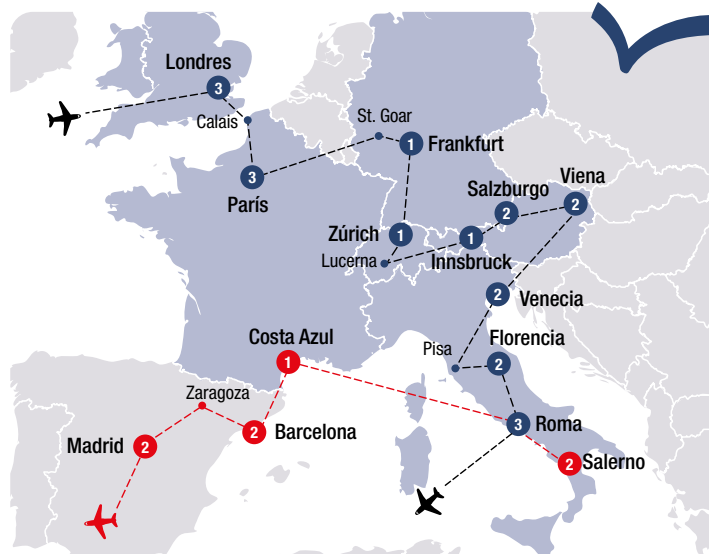 Londres
3
Calais
St. Goar
1
Frankfurt
3
París
Salzburgo
2
Viena
2
Zúrich
1
1
Innsbruck
Lucerna
2
Venecia
Costa Azul
1
Florencia
2
Pisa
Zaragoza
Madrid
2
2
Barcelona
3
Roma
2
Salerno